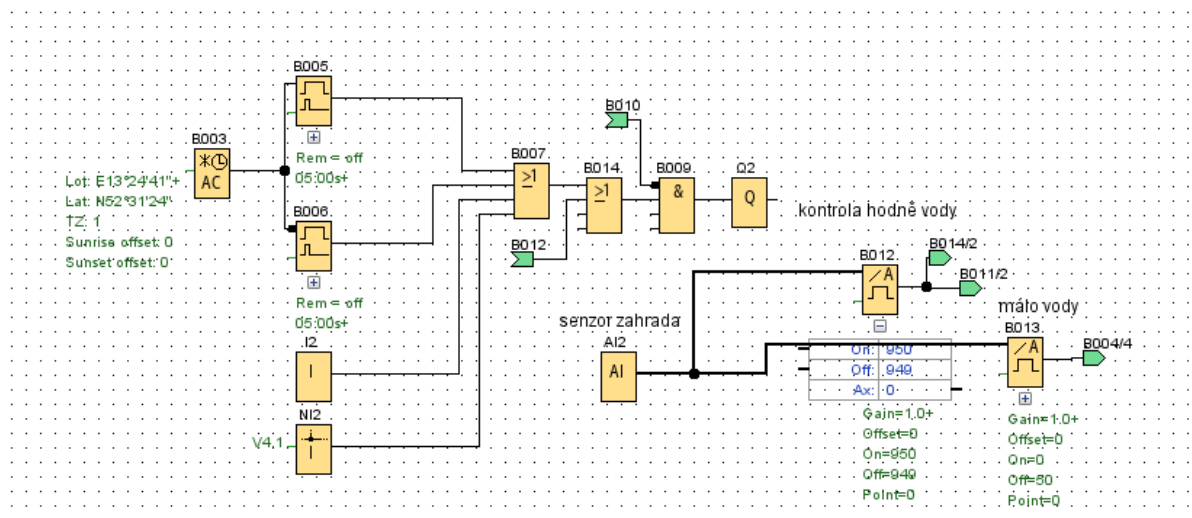 B005
B003
AC
Lot: E13°24'41"+
Lat: N52°31'24"
TZ: 1
Sunrise offset: 0
Sunset offset: 0
Rem = off
05:00s+
B006
Rem = off
05:00s+
I2
I
NI2
V4.1
I
B007
≥1
B012
B010
B014
≥1
B009
&
Q2
Q
kontrola hodně vody
senzor zahrada
AI2
AI
B012
/A
B014/2
B011/2
On: 950
Off: 949
Ax: 0
Gain=1.0+
Offset=0
On=950
Off=949
Point=0
málo vody
B013
/A
B004/4
Gain=1.0+
Offset=0
On=0
Off=50
Point=0